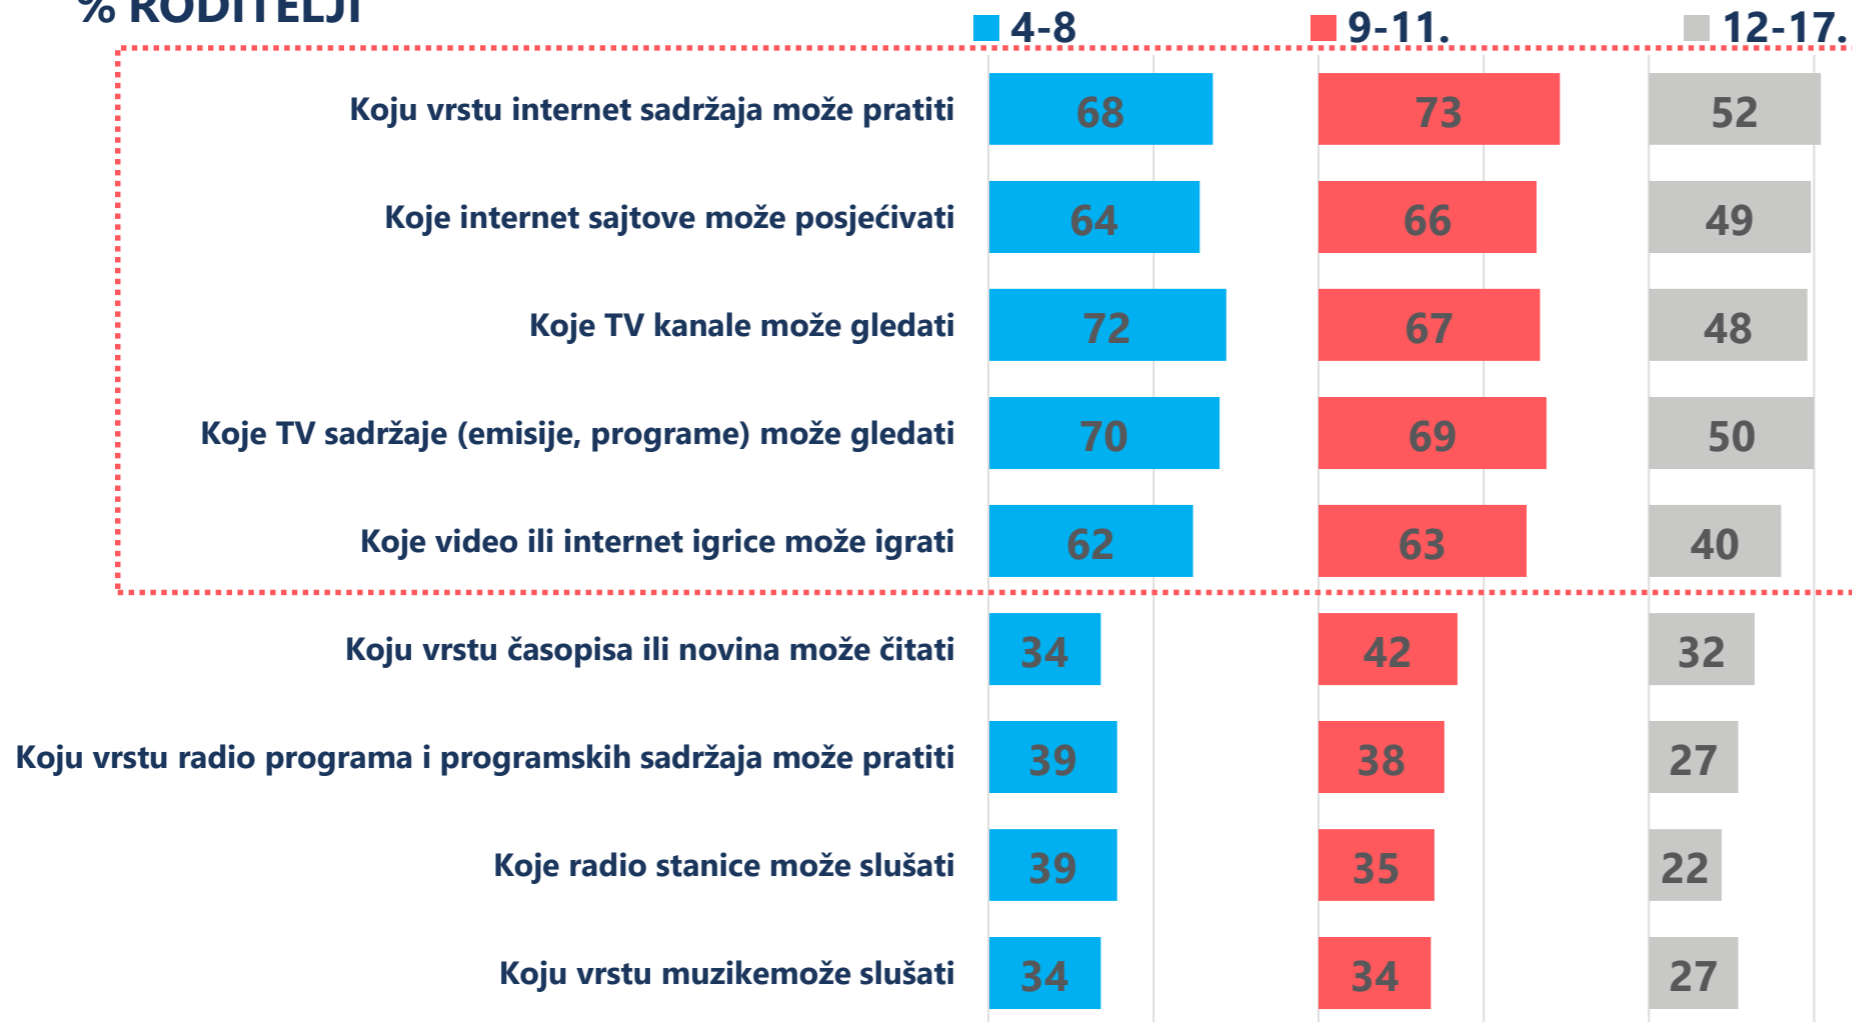 % RODITELJI
4-8 9-11. 12-17.
Koju vrstu internet sadržaja može pratiti 68 73 52
Koje internet sajtove može posjećivati 64 66 49
Koje TV kanale može gledati 72 67 48
Koje TV sadržaje (emisije, programe) može gledati 70 69 50
Koje video ili internet igrice može igrati 62 63 40
Koju vrstu časopisa ili novina može čitati 34 42 32
Koju vrstu radio programa i programskih sadržaja može pratiti 39 38 27
Koje radio stanice može slušati 39 35 22
Koju vrstu muzikemože slušati 34 34 27